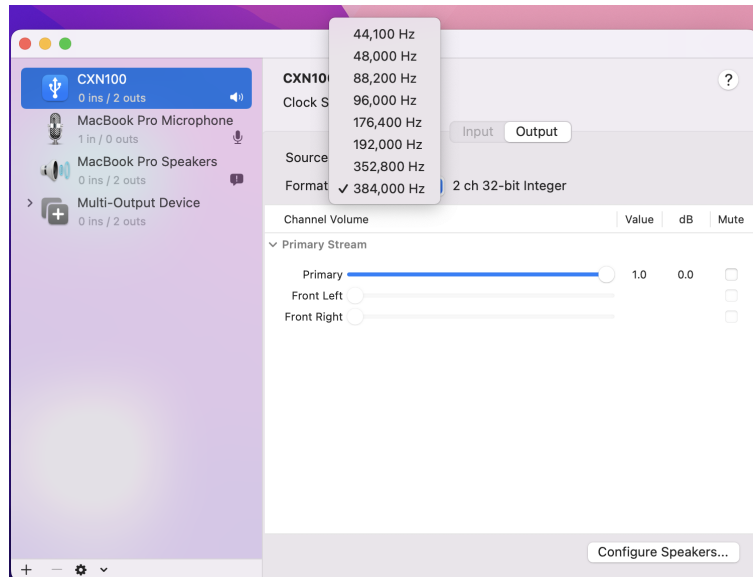 CXN100
0 ins / 2 outs
MacBook Pro Microphone
1 in / 0 outs
MacBook Pro Speakers
0 ins / 2 outs
Multi-Output Device
0 ins / 2 outs
44,100 Hz
48,000 Hz
88,200 Hz
96,000 Hz
176,400 Hz
192,000 Hz
352,800 Hz
✓ 384,000 Hz
CXN10
?
Clock S
Input Output
Source
Format 2 ch 32-bit Integer
Channel Volume Value dB Mute
Primary Stream
Primary 1.0 0.0
Front Left
Front Right
Configure Speakers...